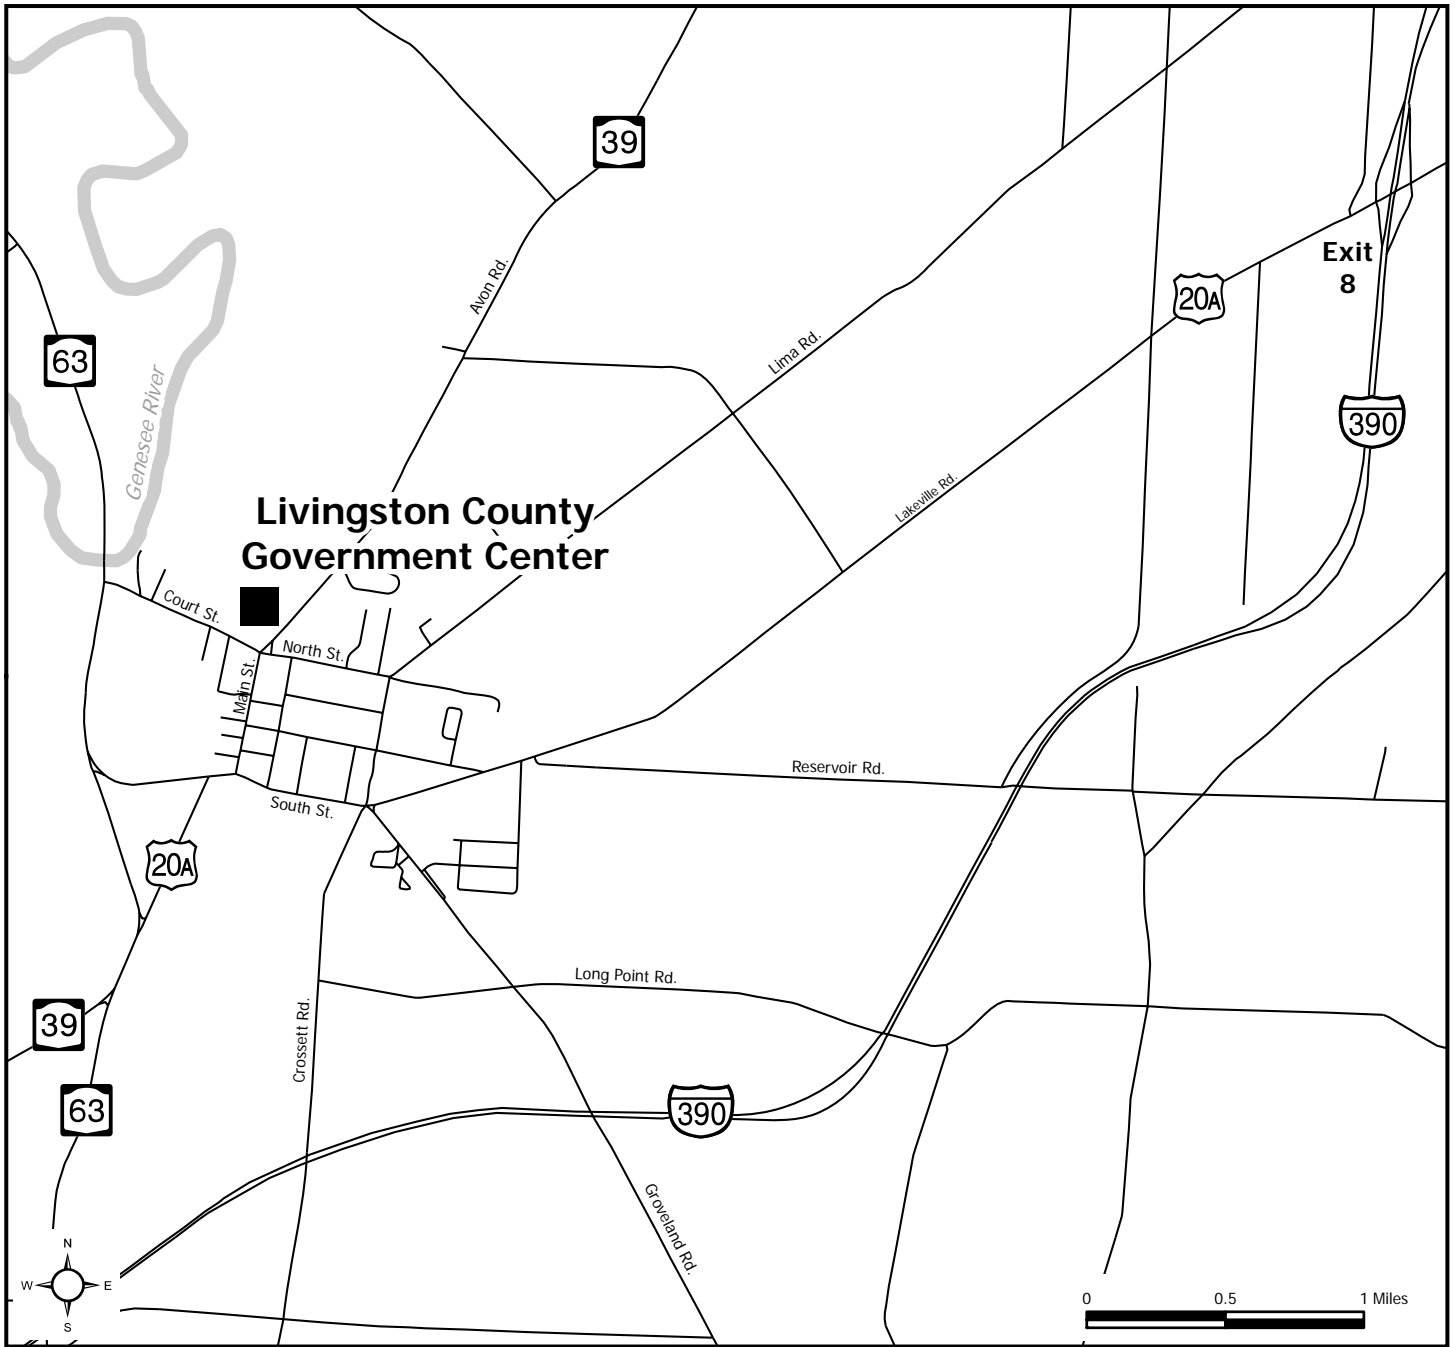 39
Exit
8
20A
Avon Rd.
63
Lima Rd.
390
Genesee River
Lakeville Rd.
Livingston County
Government Center
Court St.
North St.
Main St.
Reservoir Rd.
South St.
20A
Long Point Rd.
39
Crossett Rd.
63
390
Groveland Rd.
N
W E
S
0 0.5 1 Miles